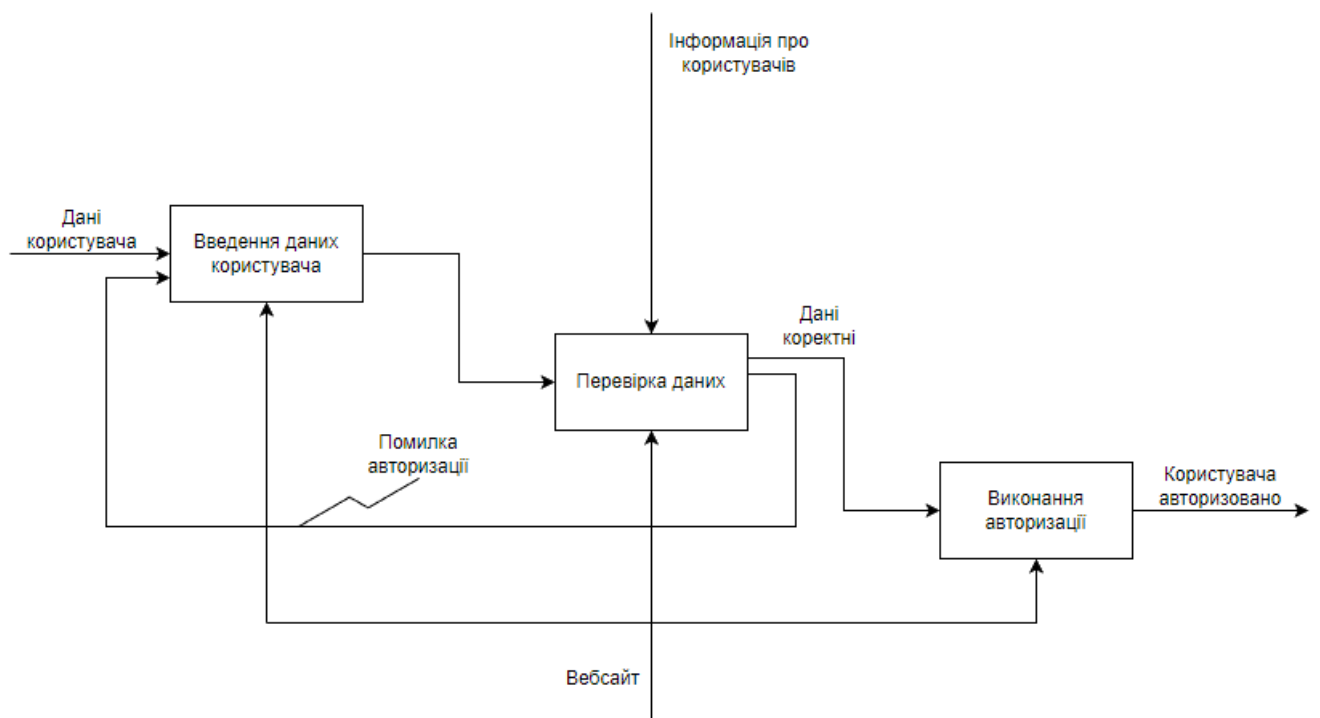 Інформація про
користувачів
Дані
користувача
Введення даних
користувача
Дані
коректні
Перевірка даних
Помилка
авторизації
Виконання
авторизації
Користувача
авторизовано
Вебсайт